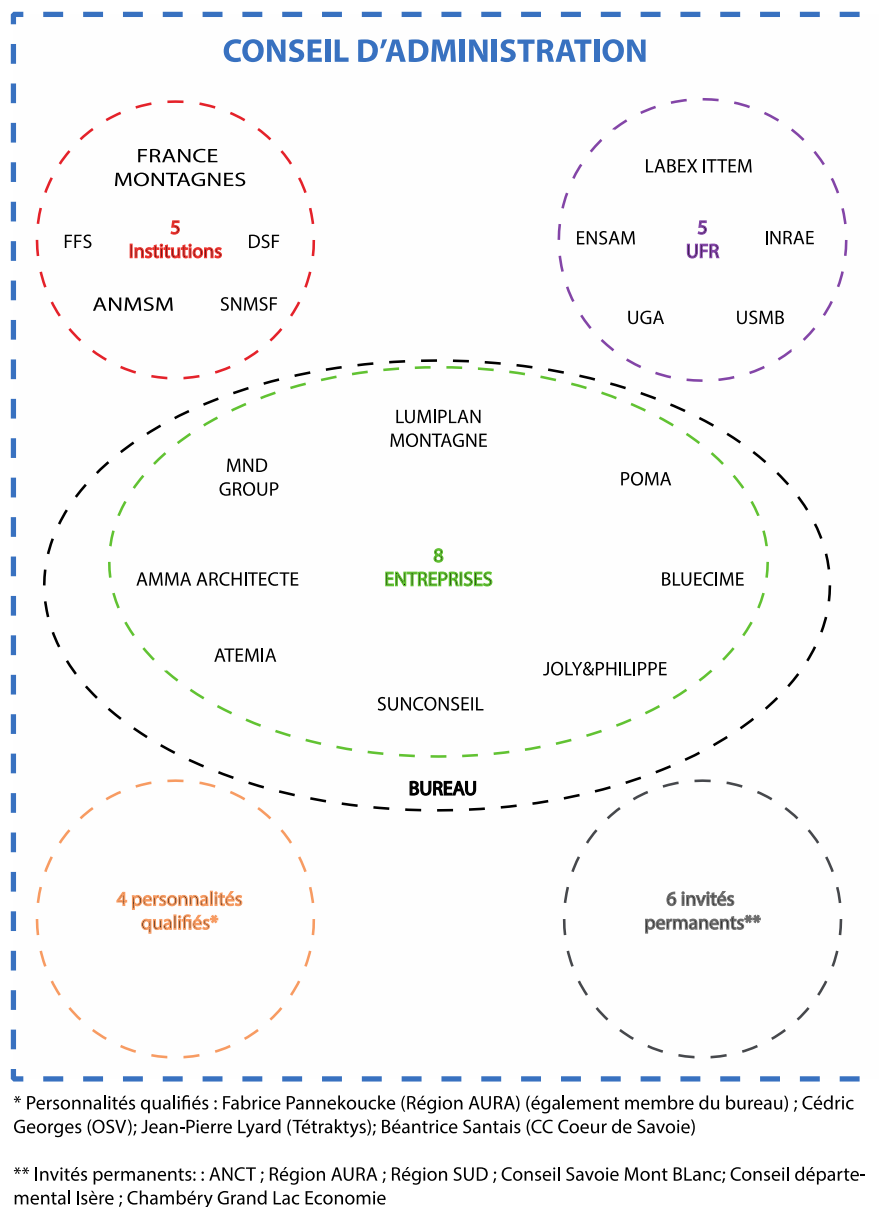 CONSEIL D'ADMINISTRATION
FRANCE
MONTAGNES
5
Institutions
FFS
DSF
ANMSM
SNMSF
LABEX ITTEM
5
UFR
ENSAM
INRAE
UGA
USMB
LUMIPLAN
MONTAGNE
MND
GROUP
POMA
8
ENTREPRISES
AMMA ARCHITECTE
BLUECIME
ATEMIA
JOLY&PHILIPPE
SUNCONSEIL
BUREAU
4 personnalités
qualifiés*
6 invités
permanents**
* Personnalités qualifiés : Fabrice Pannekoucke (Région AURA) (également membre du bureau) ; Cédric
Georges (OSV); Jean-Pierre Lyard (Tétraktys); Béantrice Santais (CC Coeur de Savoie)
** Invités permanents: : ANCT ; Région AURA ; Région SUD ; Conseil Savoie Mont BLanc; Conseil départe-
mental Isère ; Chambéry Grand Lac Economie